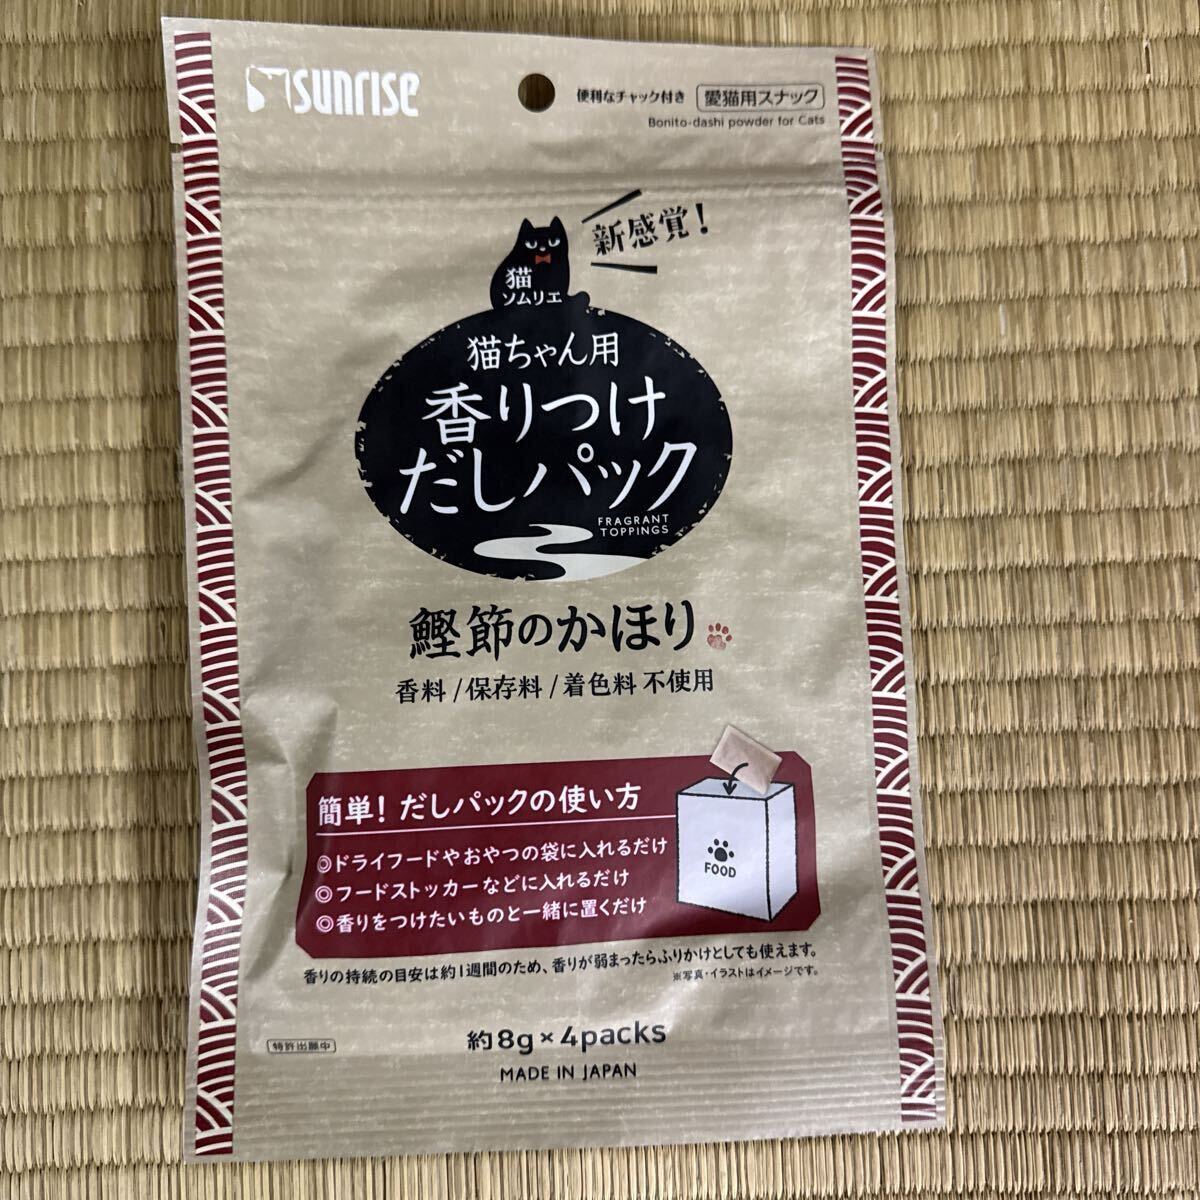 SUNRISE
便利なチャック付き 愛猫用スナック
Bonito-dashi powder for Cats
新感覚!
猫
ソムリエ
猫ちゃん用
香りつけ
だしパック
FRAGRANT
TOPPINGS
鰹節のかほり
香料/保存料/着色料 不使用
簡単! だしパックの使い方
◎ドライフードやおやつの袋に入れるだけ
◎フードストッカーなどに入れるだけ
◎香りをつけたいものと一緒に置くだけ
FOOD
香りの持続の目安は約1週間のため、香りが弱まったらふりかけとしても使えます。
※写真・イラストはイメージです。
特許出願中
約8g×4packs
MADE IN JAPAN